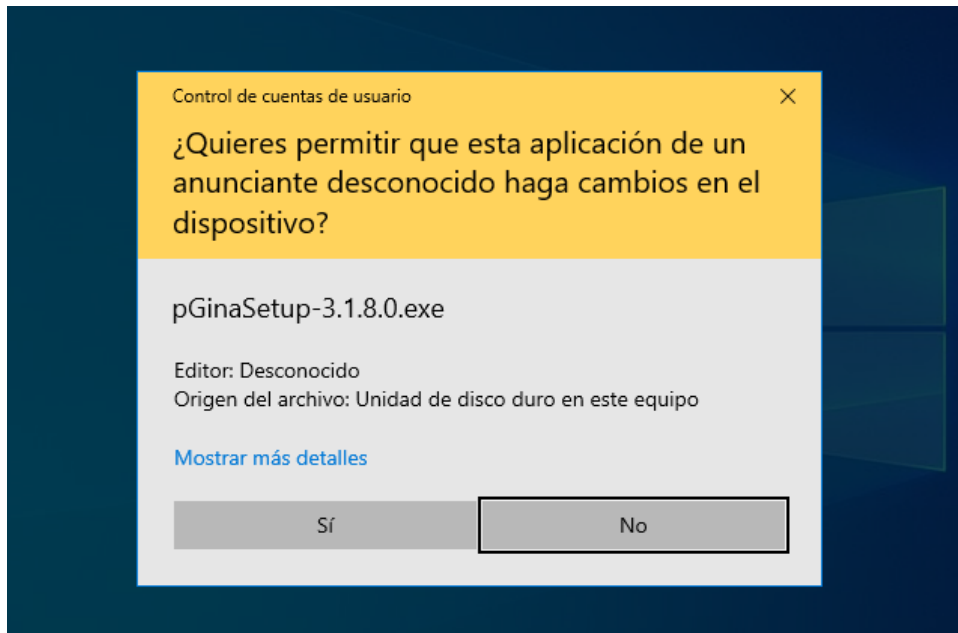 Control de cuentas de usuario
¿Quieres permitir que esta aplicación de un
anunciante desconocido haga cambios en el
dispositivo?
pGinaSetup-3.1.8.0.exe
Editor: Desconocido
Origen del archivo: Unidad de disco duro en este equipo
Mostrar más detalles
Sí
No